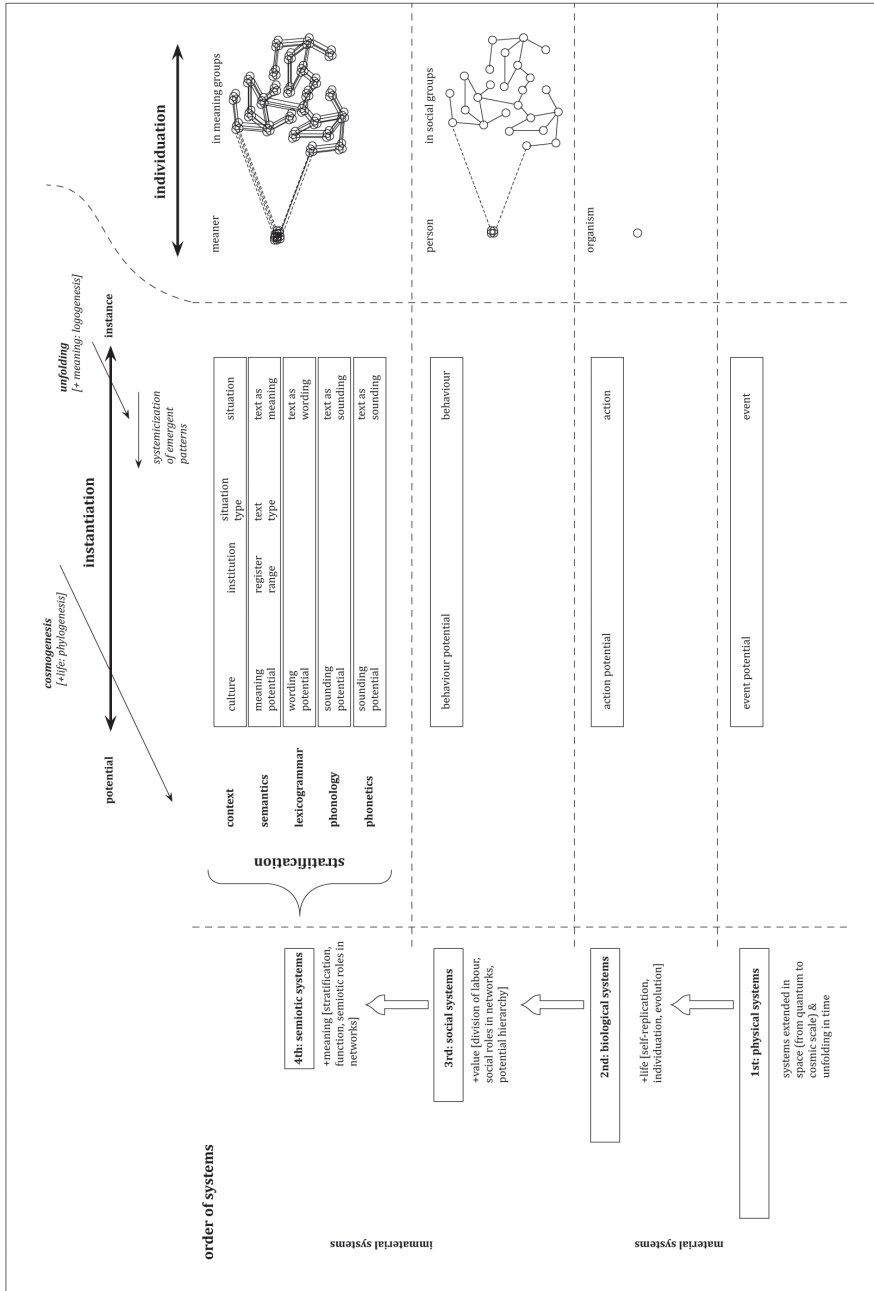 order of systems
immaterial systems
material systems
4th: semiotic systems
+meaning [stratification,
function, semiotic roles in
networks]
3rd: social systems
+value [division of labour,
social roles in networks,
potential hierarchy]
2nd: biological systems
+life [self-replication,
individuation, evolution]
1st: physical systems
systems extended in
space (from quantum to
cosmic scale) &
unfolding in time
stratification
context
semantics
lexicogrammar
phonology
phonetics
cosmogenesis
[+life: phylogenesis]
potential
instantiation
instance
unfolding
[+ meaning: logogenesis]
systemicization
of emergent
patterns
culture
institution
situation
type
situation
meaning
potential
register
range
text
type
text as
meaning
wording
potential
text as
wording
sounding
potential
text as
sounding
sounding
potential
text as
sounding
behaviour potential
behaviour
action potential
action
event potential
event
individuation
meaner
in meaning groups
person
in social groups
organism